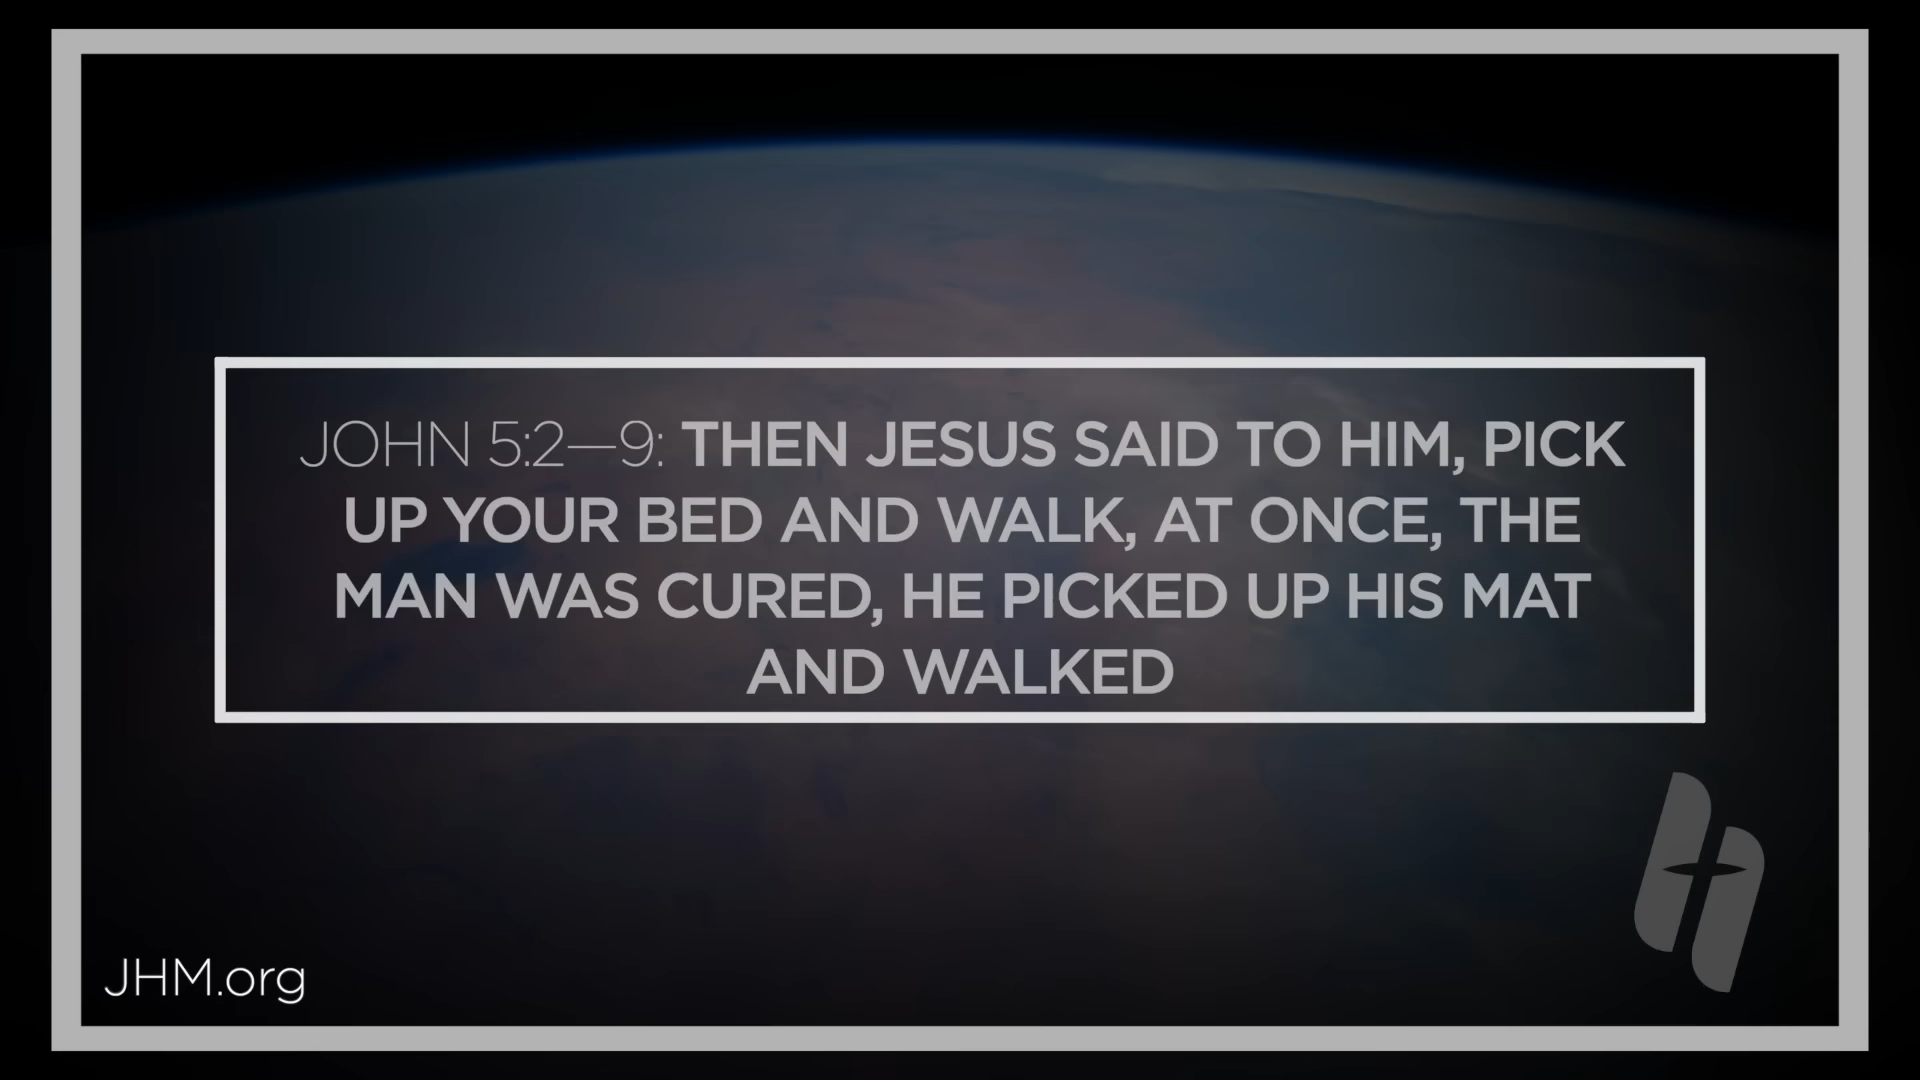 JOHN 5:2—9: THEN JESUS SAID TO HIM, PICK
UP YOUR BED AND WALK, AT ONCE, THE
MAN WAS CURED, HE PICKED UP HIS MAT
AND WALKED
JHM.org